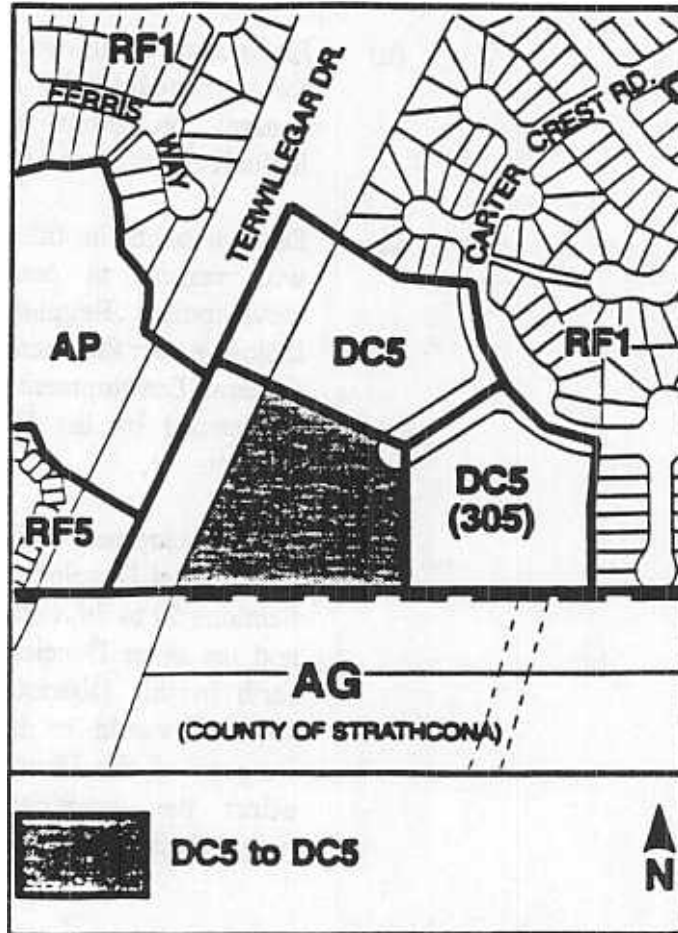 RF1
FERRIS
WAY
TERWILLEGAR DR.
CARTER CREST RD.
AP
DC5
RF1
DC5
(305)
RF5
AG
(COUNTY OF STRATHCONA)
DC5 to DC5
N